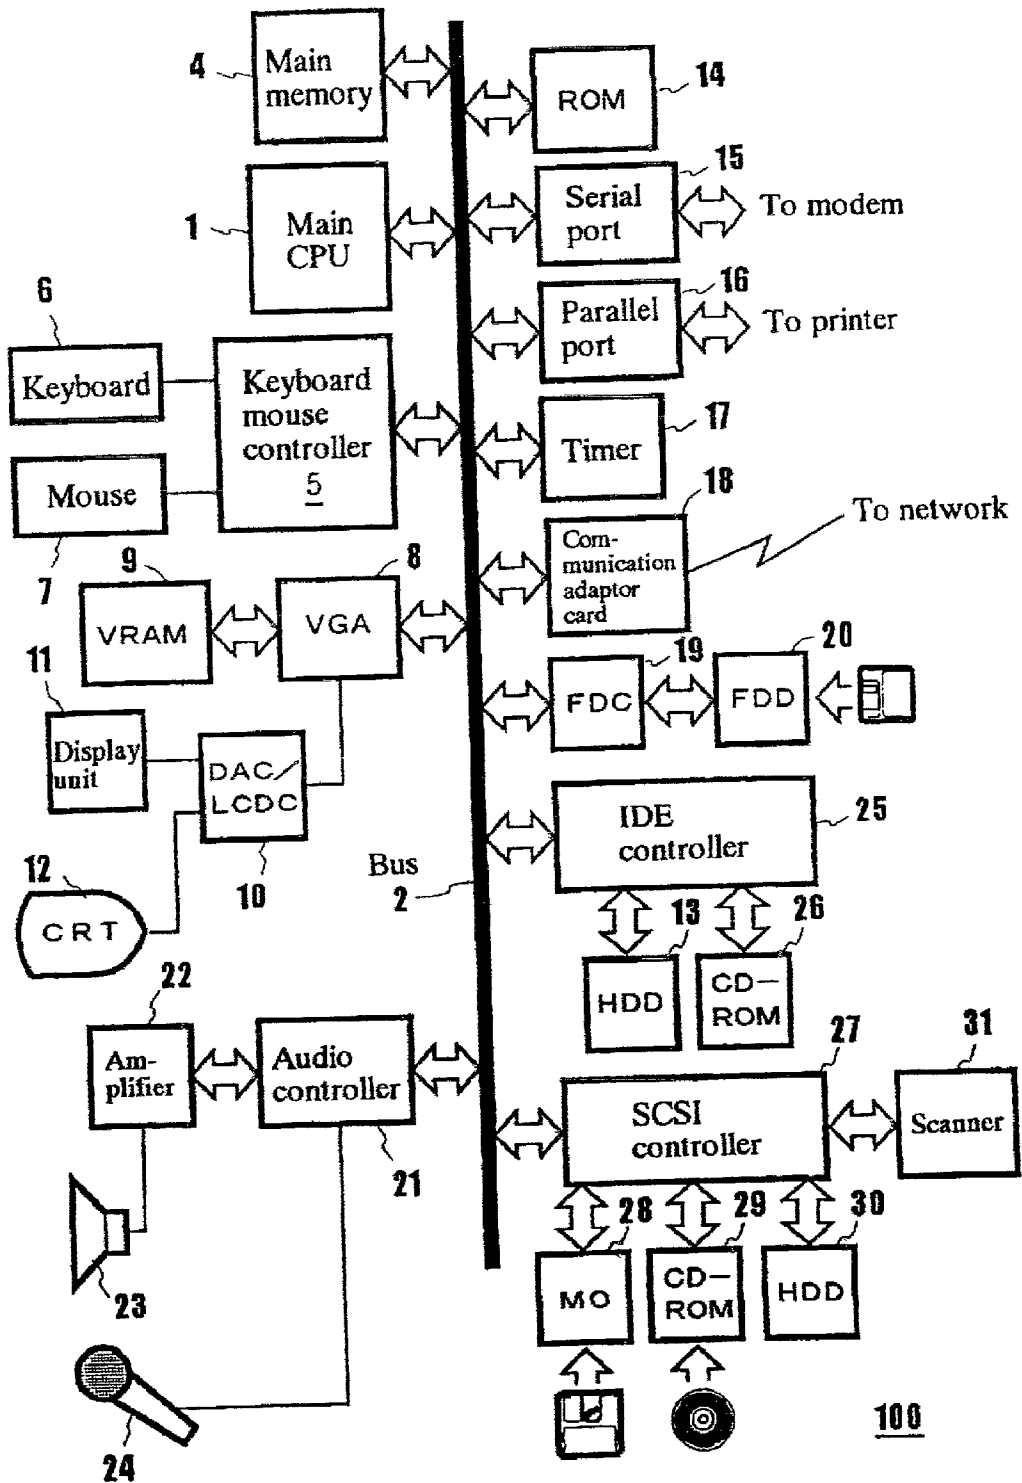 4
Main
memory
ROM
14
1
Main
CPU
15
Serial
port
To modem
16
Parallel
port
To printer
6
Keyboard
Keyboard
mouse
controller
5
Mouse
7
Timer
17
18
Com-
munication
adaptor
card
To network
9
VRAM
8
VGA
19
FDC
20
FDD
11
Display
unit
DAC/
LCDC
10
IDE
controller
25
Bus
2
12
CRT
13
HDD
26
CD-
ROM
22
Am-
plifier
Audio
controller
21
27
SCSI
controller
31
Scanner
23
28
MO
29
CD-
ROM
30
HDD
24
100